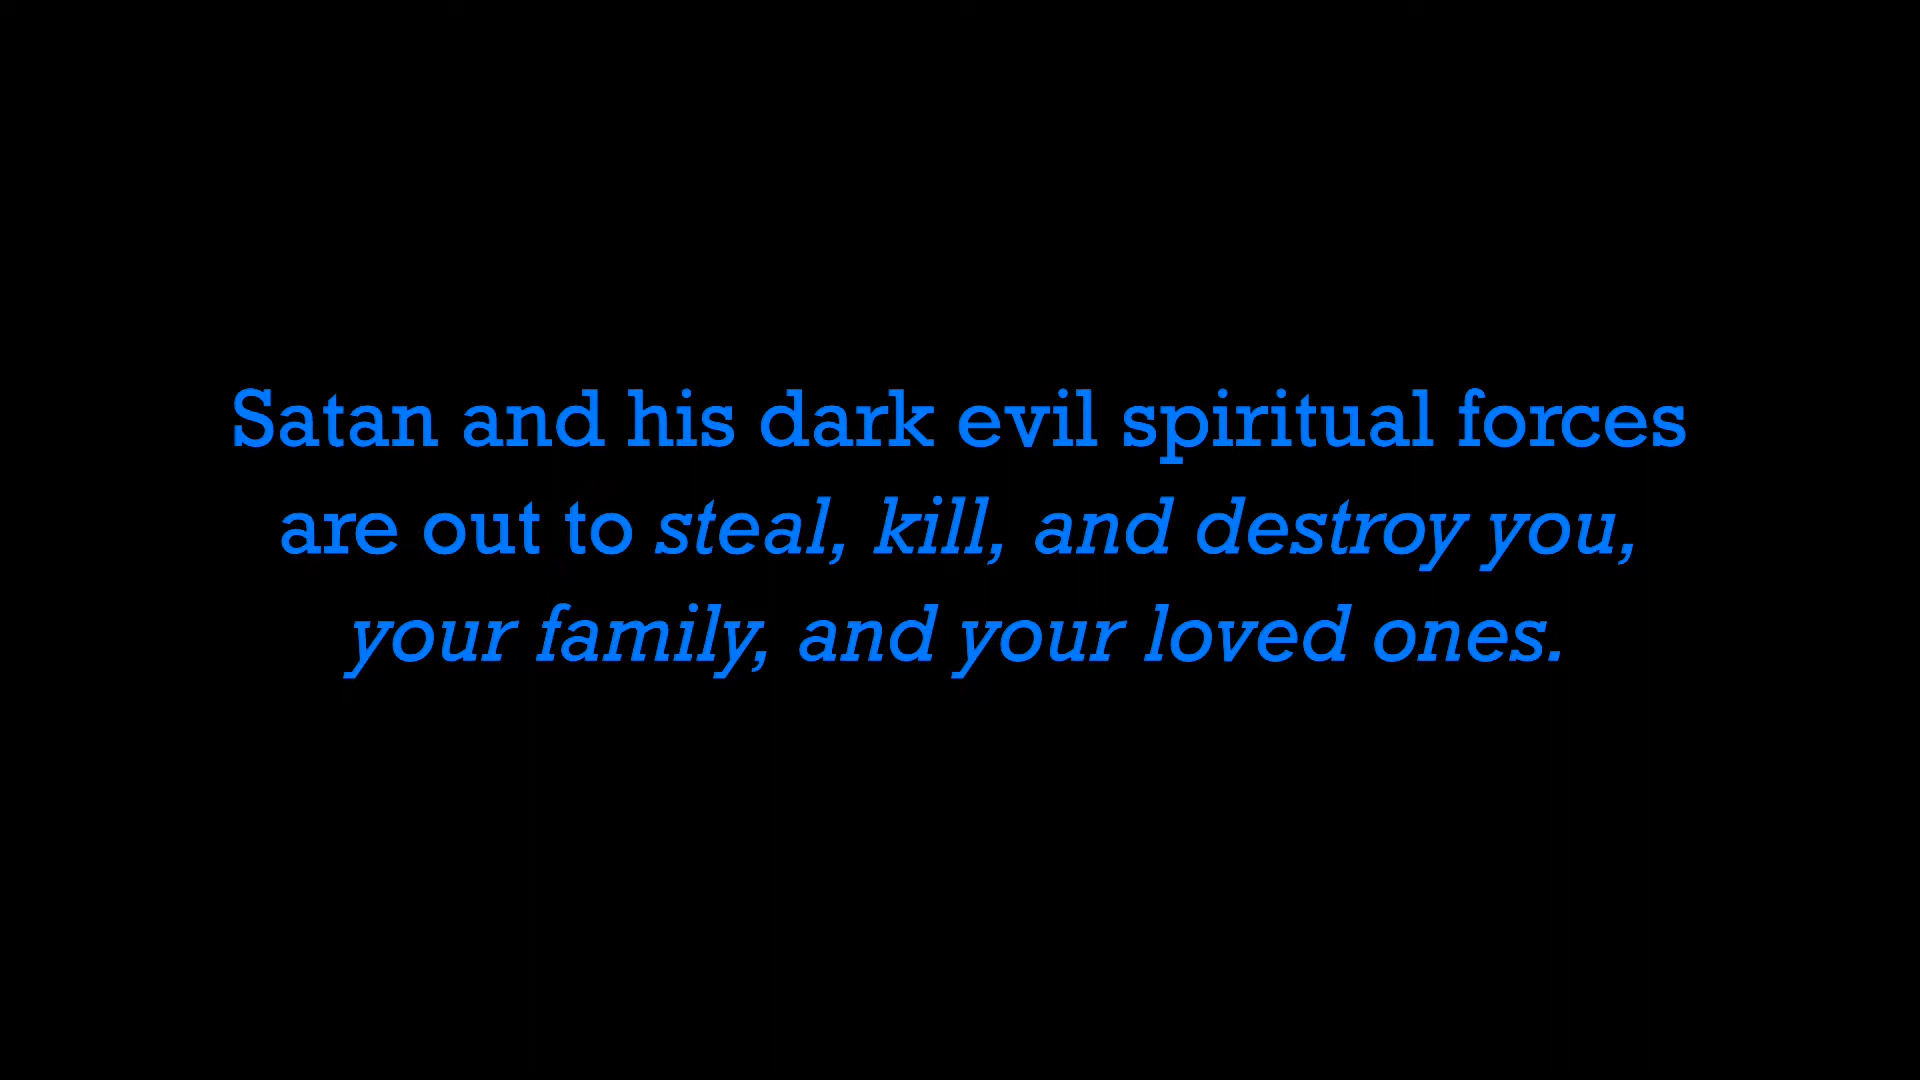 Satan and his dark evil spiritual forces
are out to steal, kill, and destroy you,
your family, and your loved ones.